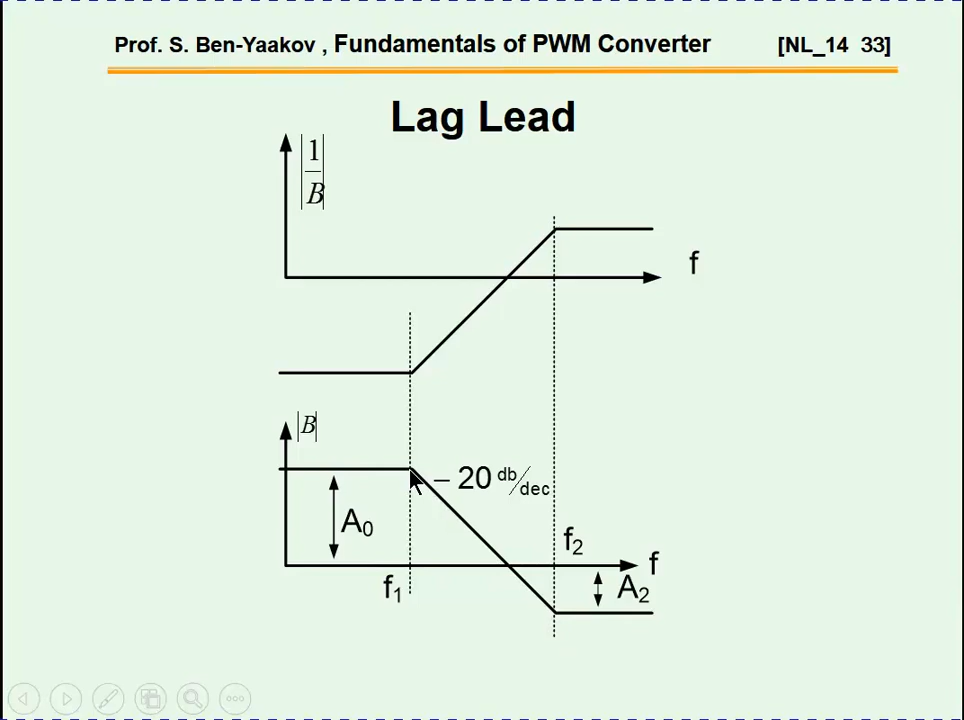 Prof. S. Ben-Yaakov , Fundamentals of PWM Converter [NL_14 33]
Lag Lead
|1/B|
f
|B|
– 20 db/dec
A0
f2
f
f1
A2